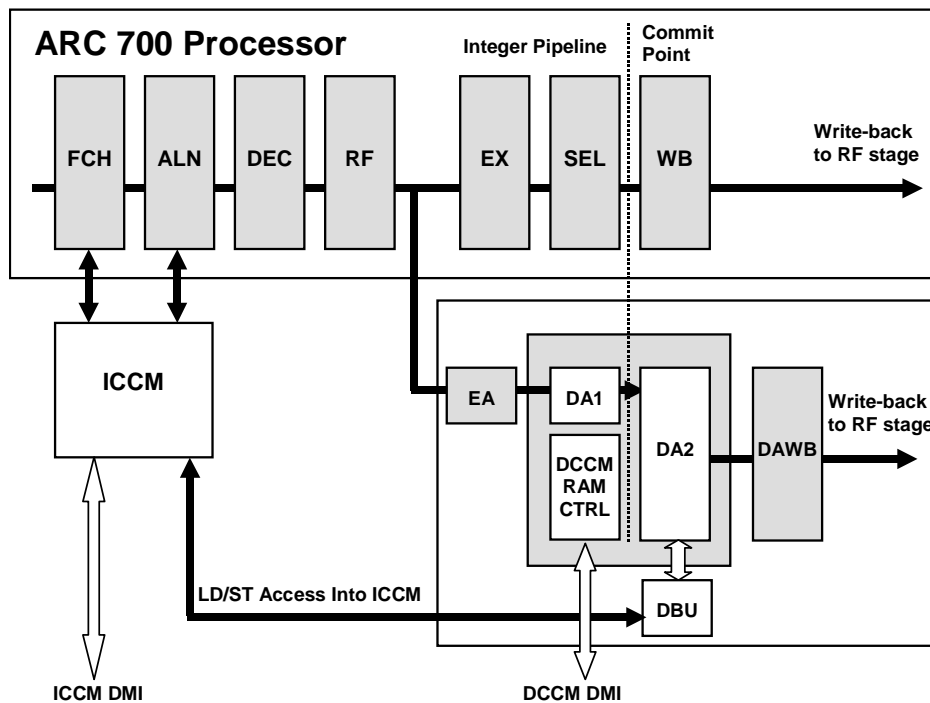 ARC 700 Processor
Integer Pipeline
Commit
Point
FCH
ALN
DEC
RF
EX
SEL
WB
Write-back
to RF stage
ICCM
EA
DA1
DA2
DAWB
Write-back
to RF stage
DCCM
RAM
CTRL
LD/ST Access Into ICCM
DBU
ICCM DMI
DCCM DMI